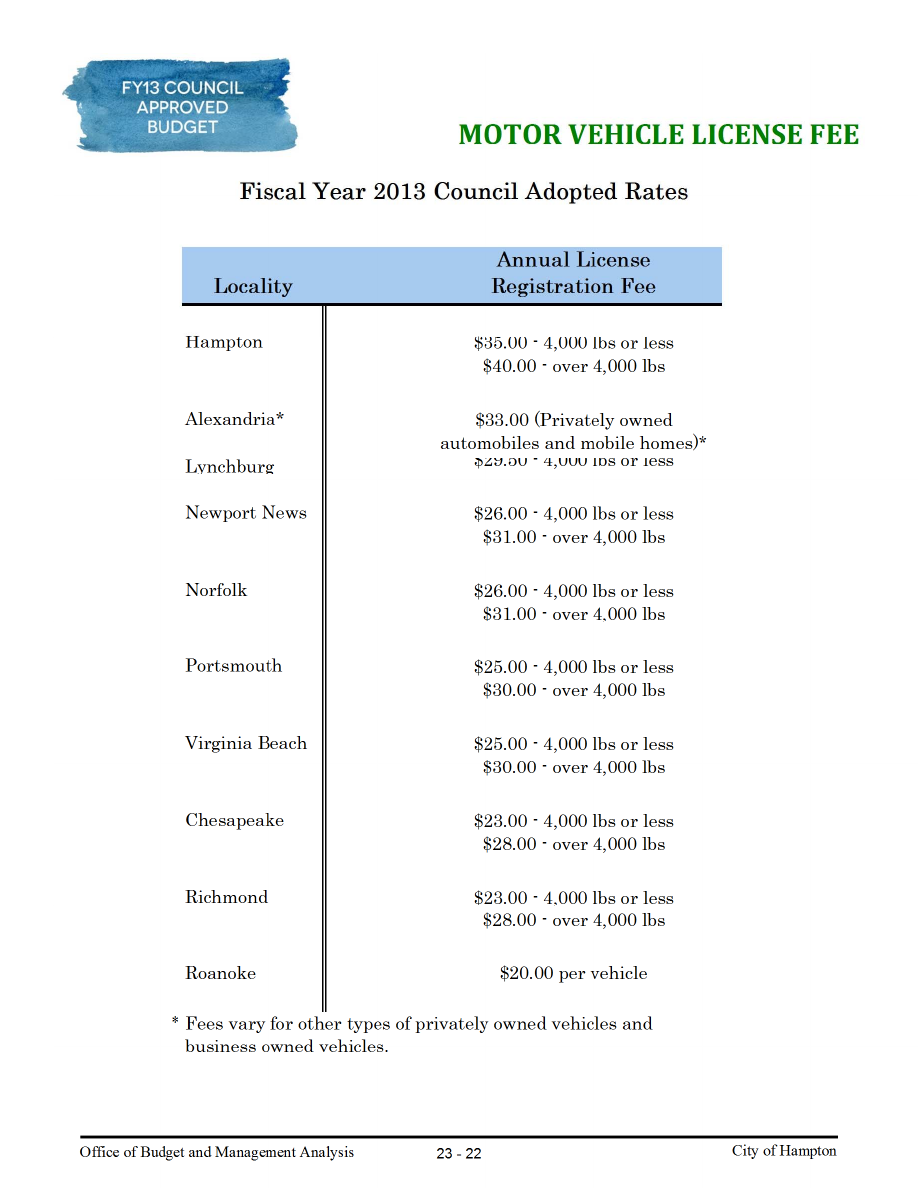 FY13 COUNCIL
APPROVED
BUDGET
MOTOR VEHICLE LICENSE FEE
Fiscal Year 2013 Council Adopted Rates
Locality
Annual License
Registration Fee
Hampton
$35.00 - 4,000 lbs or less
$40.00 - over 4,000 lbs
Alexandria*
$33.00 (Privately owned
automobiles and mobile homes)*
Lynchburg
$29.50 - 4,000 lbs or less
Newport News
$26.00 - 4,000 lbs or less
$31.00 - over 4,000 lbs
Norfolk
$26.00 - 4,000 lbs or less
$31.00 - over 4,000 lbs
Portsmouth
$25.00 - 4,000 lbs or less
$30.00 - over 4,000 lbs
Virginia Beach
$25.00 - 4,000 lbs or less
$30.00 - over 4,000 lbs
Chesapeake
$23.00 - 4,000 lbs or less
$28.00 - over 4,000 lbs
Richmond
$23.00 - 4,000 lbs or less
$28.00 - over 4,000 lbs
Roanoke
$20.00 per vehicle
* Fees vary for other types of privately owned vehicles and
business owned vehicles.
Office of Budget and Management Analysis
23 - 22
City of Hampton